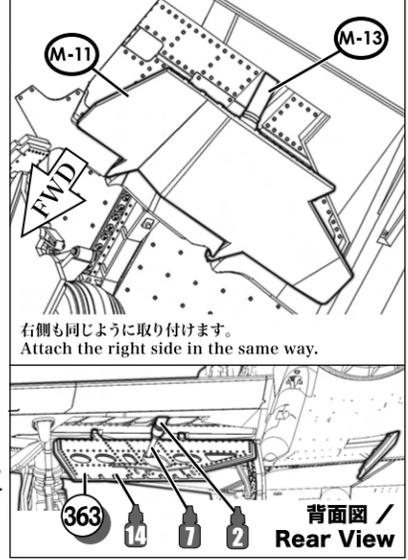 M-11
M-13
FWD
右側も同じように取り付けます。
Attach the right side in the same way.
363
14
7
2
背面図 /
Rear View